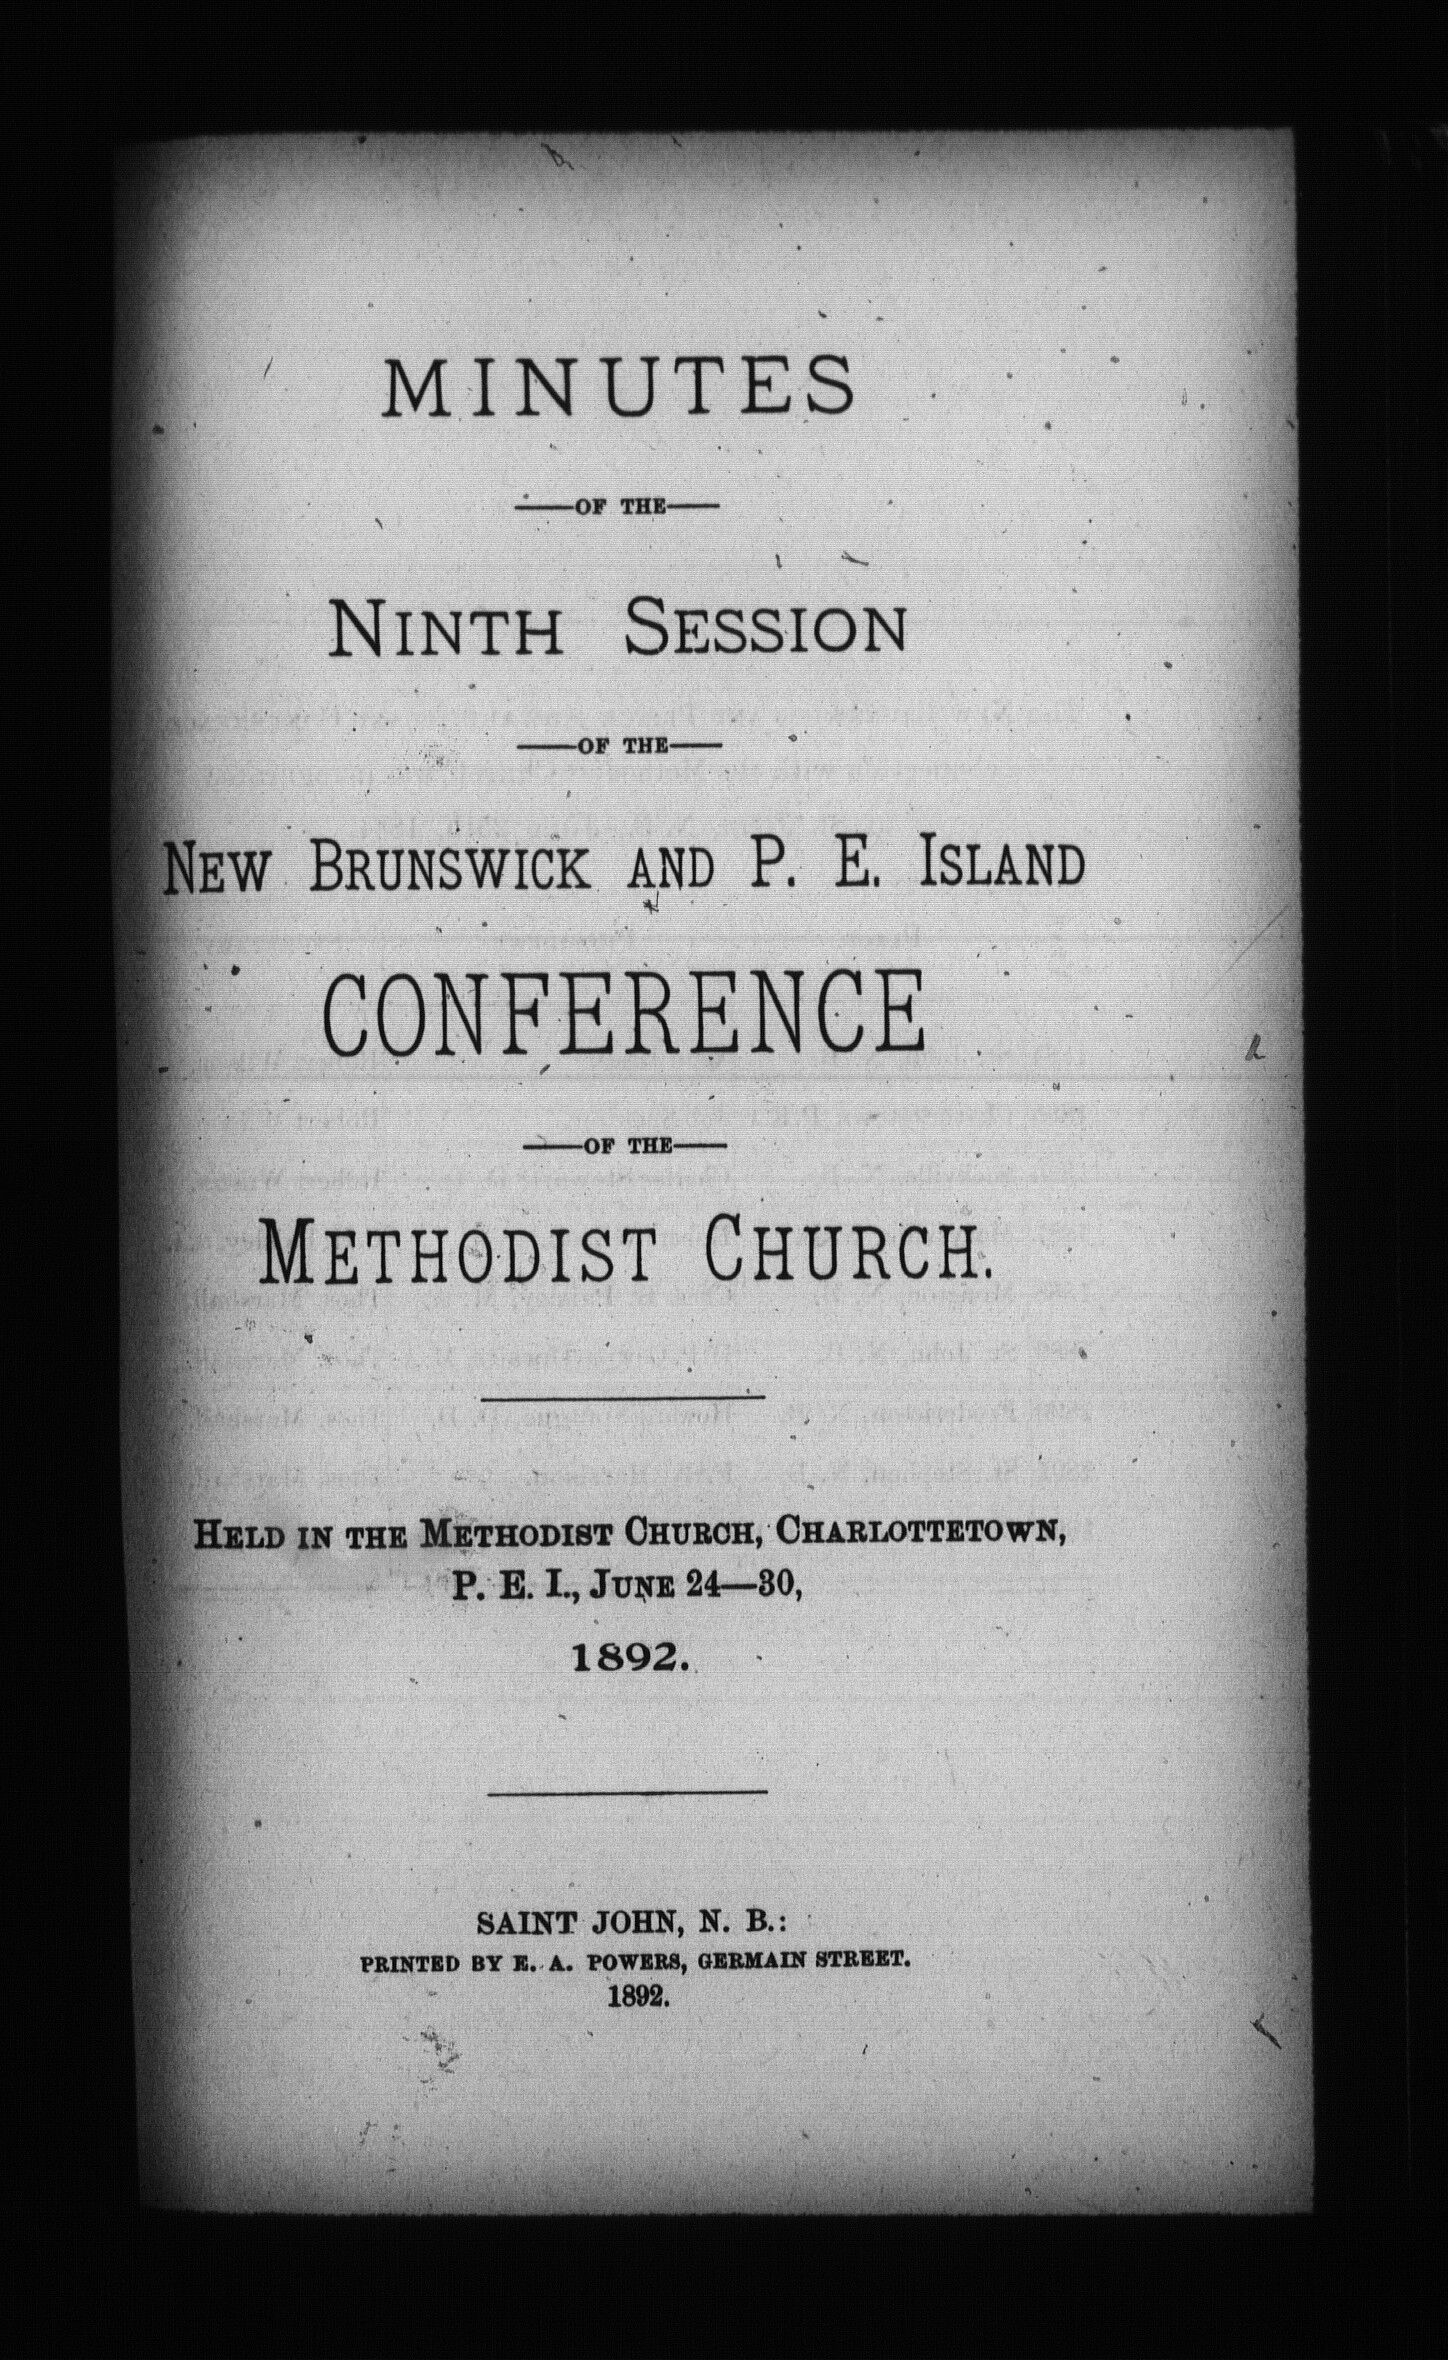 MINUTES
—OF THE—
NINTH SESSION
—OF THE—
NEW BRUNSWICK AND P. E. ISLAND
CONFERENCE
—OF THE—
METHODIST CHURCH.
HELD IN THE METHODIST CHURCH, CHARLOTTETOWN,
P. E. I., JUNE 24—30,
1892.
SAINT JOHN, N. B.:
PRINTED BY E. A. POWERS, GERMAIN STREET.
1892.